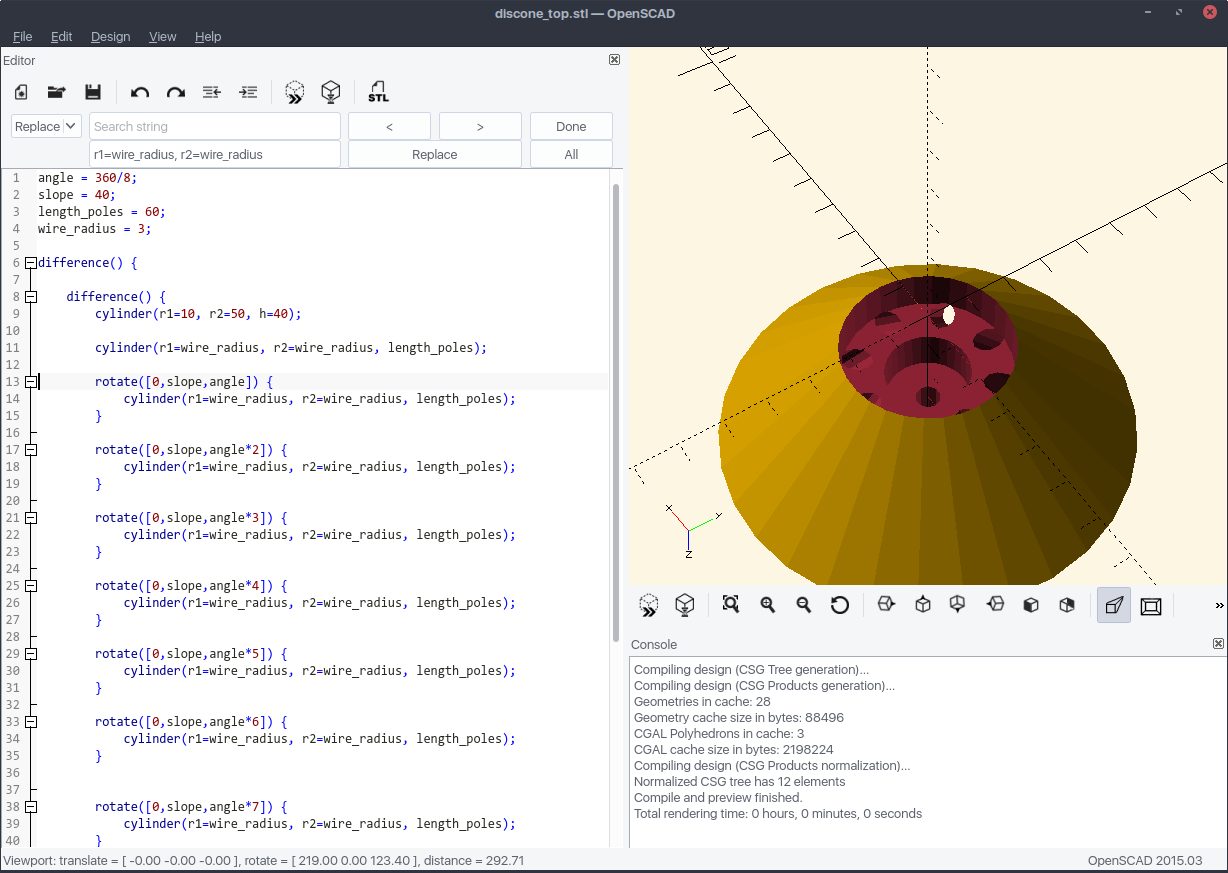 discone_top.stl — OpenSCAD
File Edit Design View Help
Editor
STL
Replace Search string < > Done
r1=wire_radius, r2=wire_radius Replace All
1 angle = 360/8;
2 slope = 40;
3 length_poles = 60;
4 wire_radius = 3;
5
6 difference() {
7
8 difference() {
9 cylinder(r1=10, r2=50, h=40);
10
11 cylinder(r1=wire_radius, r2=wire_radius, length_poles);
12
13 rotate([0,slope,angle]) {
14 cylinder(r1=wire_radius, r2=wire_radius, length_poles);
15 }
16
17 rotate([0,slope,angle*2]) {
18 cylinder(r1=wire_radius, r2=wire_radius, length_poles);
19 }
20
21 rotate([0,slope,angle*3]) {
22 cylinder(r1=wire_radius, r2=wire_radius, length_poles);
23 }
24
25 rotate([0,slope,angle*4]) {
26 cylinder(r1=wire_radius, r2=wire_radius, length_poles);
27 }
28
29 rotate([0,slope,angle*5]) {
30 cylinder(r1=wire_radius, r2=wire_radius, length_poles);
31 }
32
33 rotate([0,slope,angle*6]) {
34 cylinder(r1=wire_radius, r2=wire_radius, length_poles);
35 }
36
37
38 rotate([0,slope,angle*7]) {
39 cylinder(r1=wire_radius, r2=wire_radius, length_poles);
40 }
x y
z
»
Console
Compiling design (CSG Tree generation)...
Compiling design (CSG Products generation)...
Geometries in cache: 28
Geometry cache size in bytes: 88496
CGAL Polyhedrons in cache: 3
CGAL cache size in bytes: 2198224
Compiling design (CSG Products normalization)...
Normalized CSG tree has 12 elements
Compile and preview finished.
Total rendering time: 0 hours, 0 minutes, 0 seconds
Viewport: translate = [ -0.00 -0.00 -0.00 ], rotate = [ 219.00 0.00 123.40 ], distance = 292.71
OpenSCAD 2015.03